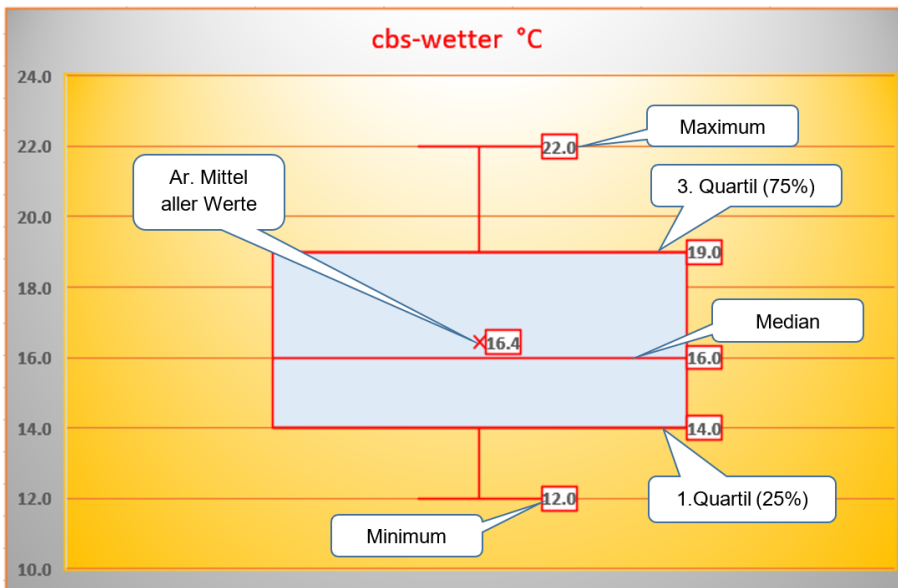 cbs-wetter °C
24.0
22.0
20.0
18.0
16.0
14.0
12.0
10.0
Maximum
22.0
Ar. Mittel
aller Werte
3. Quartil (75%)
19.0
16.4
Median
16.0
14.0
1.Quartil (25%)
12.0
Minimum